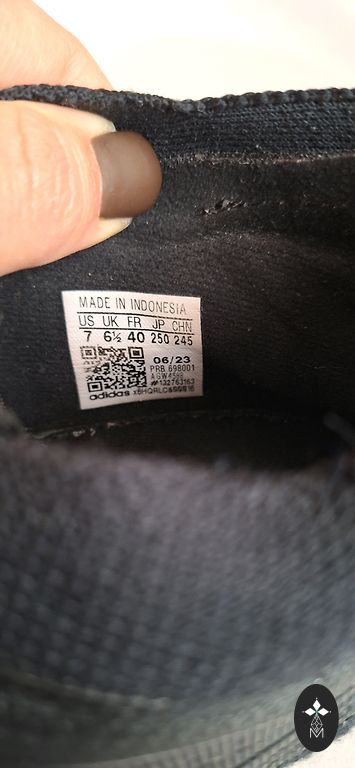 MADE IN INDONESIA
US UK FR JP CHN
7 6½ 40 250 245
06/23
PRB 698001
#132763163
adidas
M